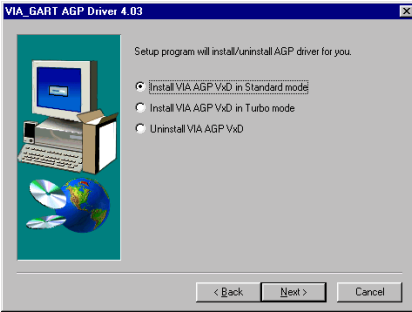 VIA_GART AGP Driver 4.03
Setup program will install/uninstall AGP driver for you.
Install VIA AGP VxD in Standard mode
Install VIA AGP VxD in Turbo mode
Uninstall VIA AGP VxD
< Back
Next >
Cancel